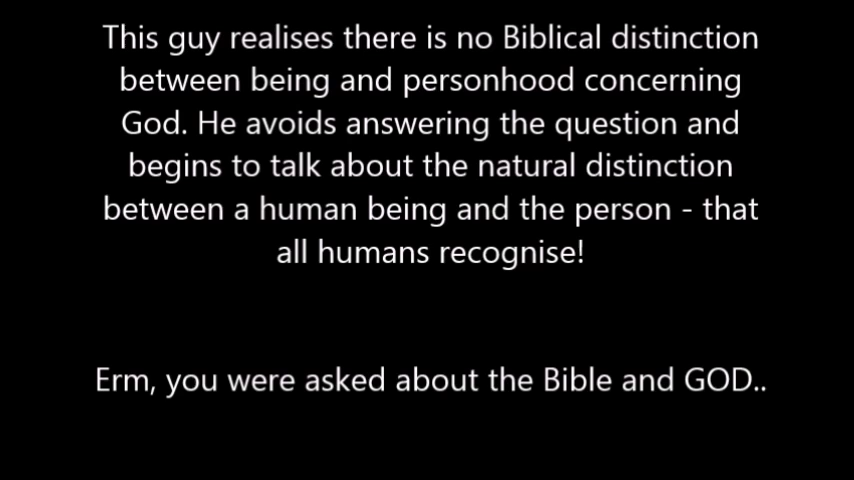 This guy realises there is no Biblical distinction
between being and personhood concerning
God. He avoids answering the question and
begins to talk about the natural distinction
between a human being and the person - that
all humans recognise!
Erm, you were asked about the Bible and GOD..